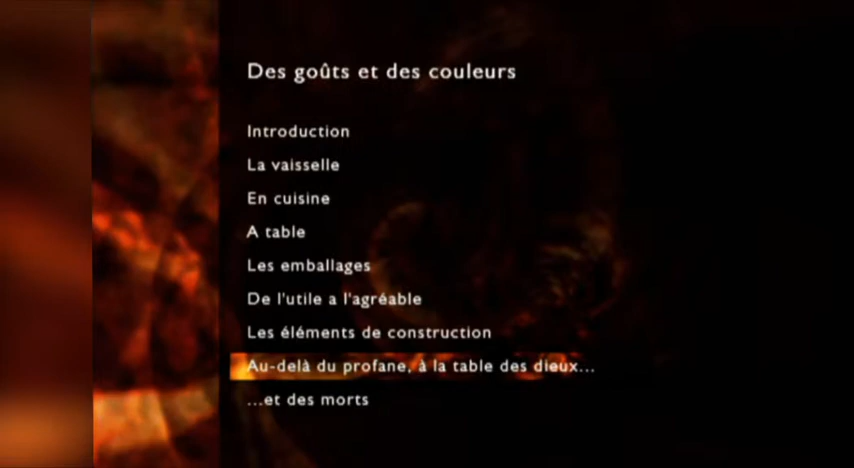 Des goûts et des couleurs
Introduction
La vaisselle
En cuisine
A table
Les emballages
De l'utile a l'agréable
Les éléments de construction
Au-delà du profane, à la table des dieux...
...et des morts